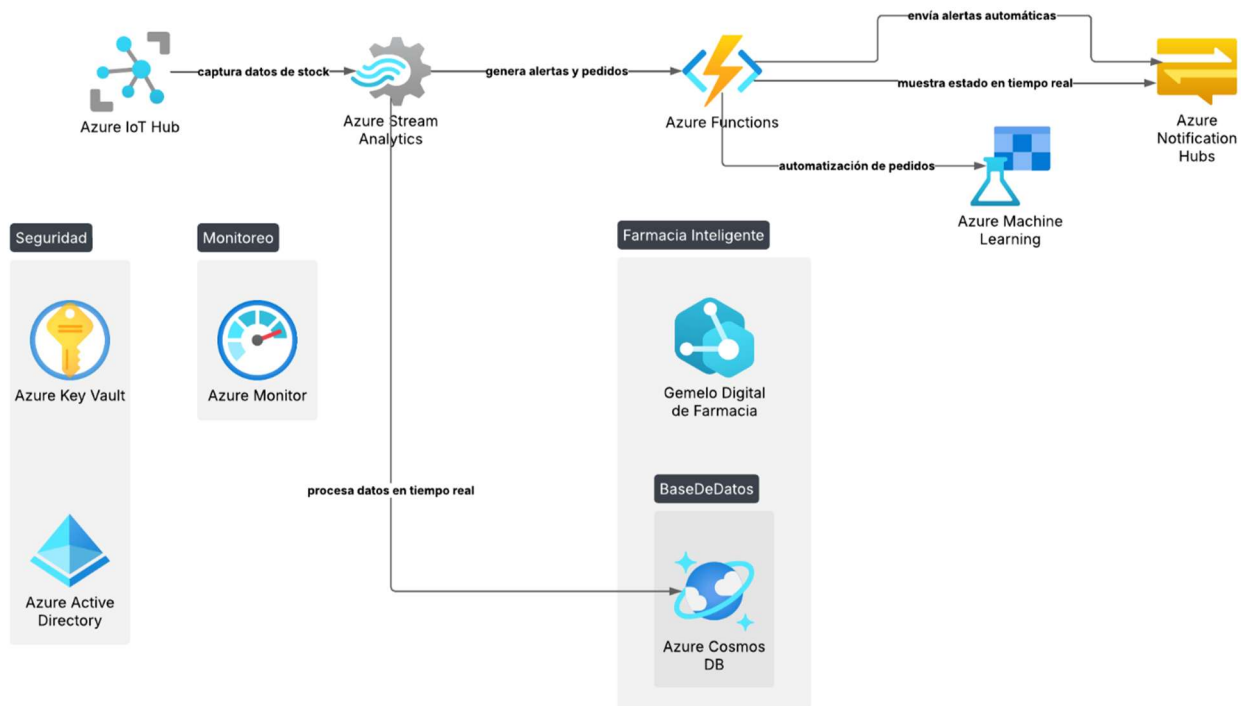 envía alertas automáticas
captura datos de stock
genera alertas y pedidos
muestra estado en tiempo real
Azure IoT Hub
Azure Stream
Analytics
Azure Functions
Azure
Notification
Hubs
automatización de pedidos
Azure Machine
Learning
Seguridad
Monitoreo
Farmacia Inteligente
Azure Key Vault
Azure Monitor
Gemelo Digital
de Farmacia
procesa datos en tiempo real
BaseDeDatos
Azure Active
Directory
Azure Cosmos
DB